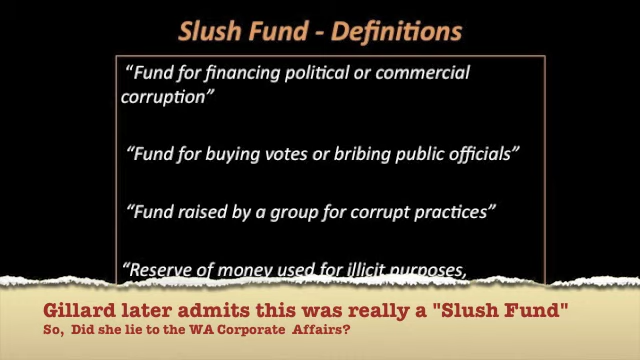 Slush Fund - Definitions
“Fund for financing political or commercial
corruption”
“Fund for buying votes or bribing public officials”
“Fund raised by a group for corrupt practices”
“Reserve of money used for illicit purposes,
Gillard later admits this was really a "Slush Fund"
So, Did she lie to the WA Corporate Affairs?